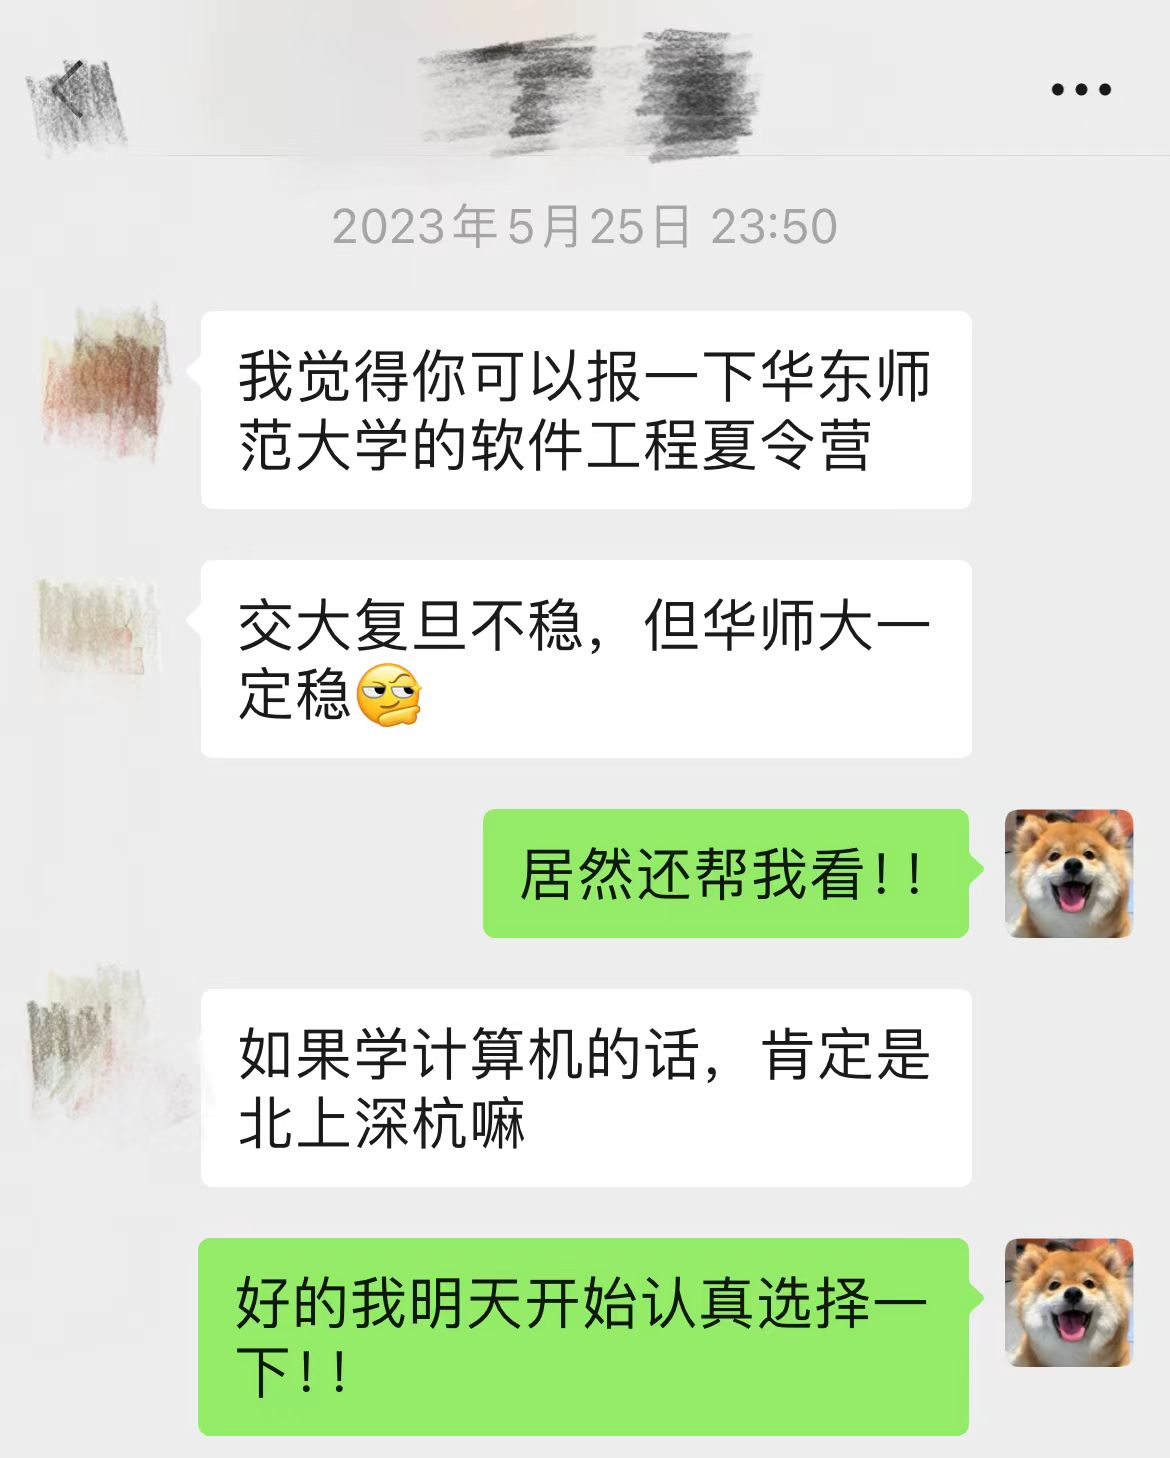 2023年5月25日 23:50
我觉得你可以报一下华东师
范大学的软件工程夏令营
交大复旦不稳，但华师大一
定稳🤔
居然还帮我看！！
如果学计算机的话，肯定是
北上深杭嘛
好的我明天开始认真选择一
下！！